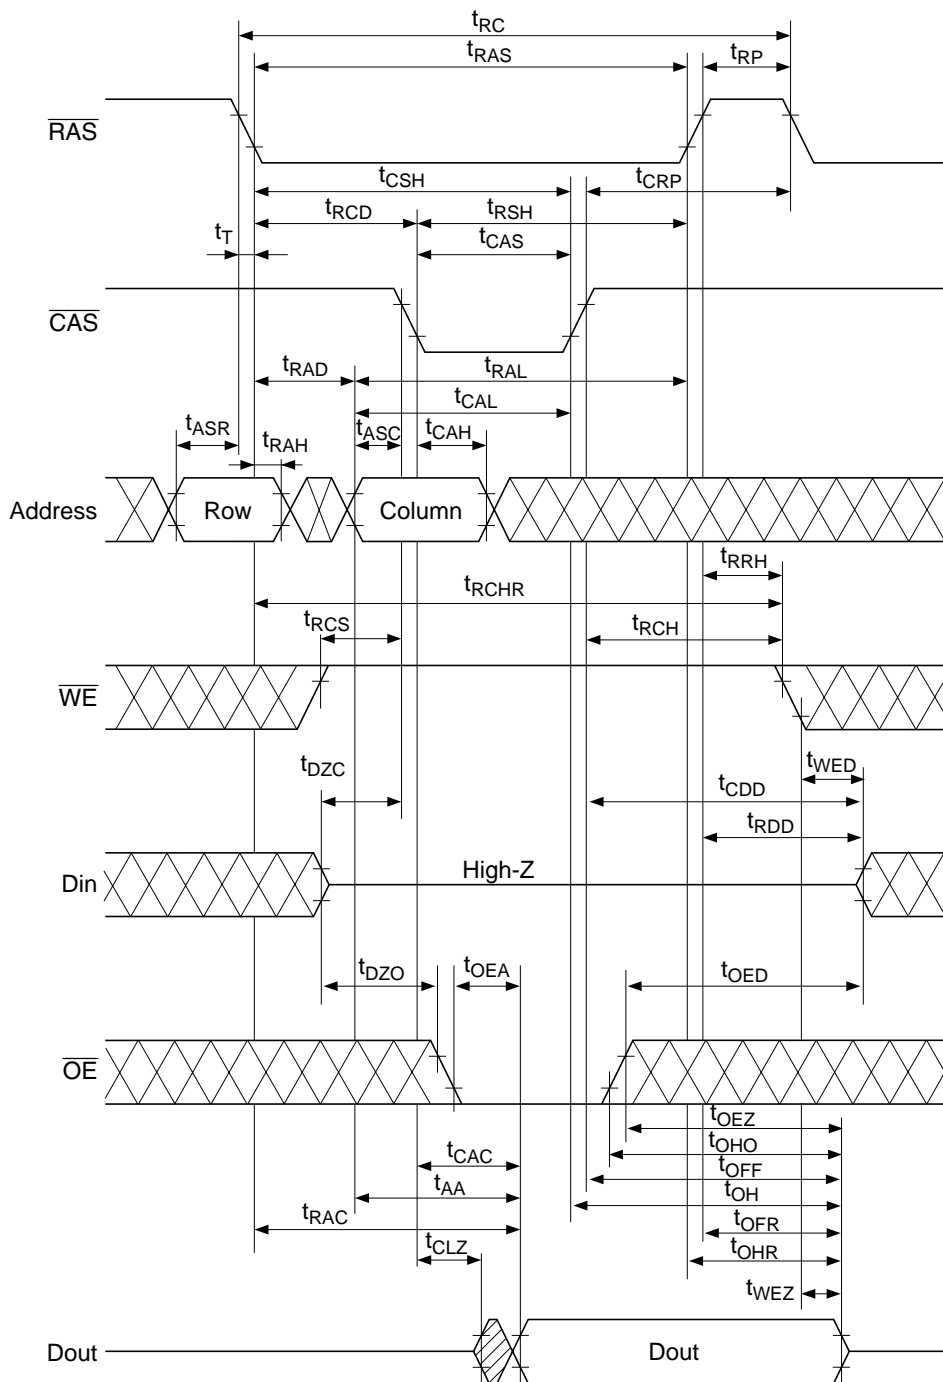 tRC
tRAS
tRP
RAS
tCSH
tCRP
tRCD
tRSH
tT
tCAS
CAS
tRAD
tRAL
tCAL
tASR
tASC
tCAH
tRAH
Address
Row
Column
tRRH
tRCHR
tRCS
tRCH
WE
tDZC
tWED
tCDD
tRDD
Din
High-Z
tDZO
tOEA
tOED
OE
tOEZ
tCAC
tOHO
tOFF
tAA
tOH
tRAC
tOFR
tCLZ
tOHR
tWEZ
Dout
Dout